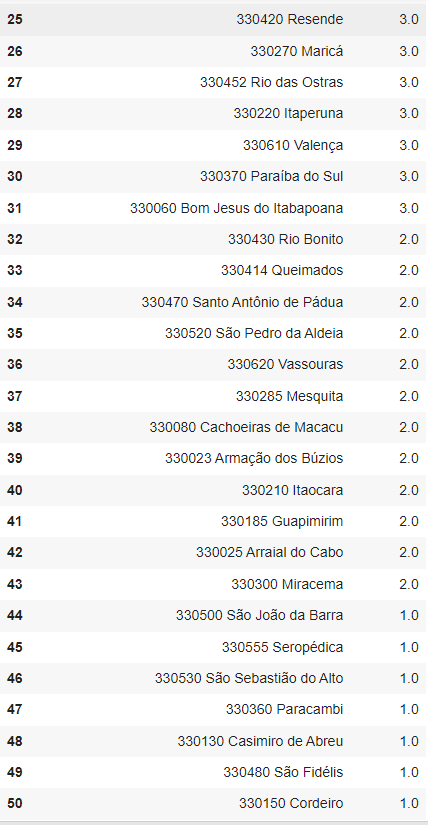 25 330420 Resende 3.0
26 330270 Maricá 3.0
27 330452 Rio das Ostras 3.0
28 330220 Itaperuna 3.0
29 330610 Valença 3.0
30 330370 Paraíba do Sul 3.0
31 330060 Bom Jesus do Itabapoana 3.0
32 330430 Rio Bonito 2.0
33 330414 Queimados 2.0
34 330470 Santo Antônio de Pádua 2.0
35 330520 São Pedro da Aldeia 2.0
36 330620 Vassouras 2.0
37 330285 Mesquita 2.0
38 330080 Cachoeiras de Macacu 2.0
39 330023 Armação dos Búzios 2.0
40 330210 Itaocara 2.0
41 330185 Guapimirim 2.0
42 330025 Arraial do Cabo 2.0
43 330300 Miracema 2.0
44 330500 São João da Barra 1.0
45 330555 Seropédica 1.0
46 330530 São Sebastião do Alto 1.0
47 330360 Paracambi 1.0
48 330130 Casimiro de Abreu 1.0
49 330480 São Fidélis 1.0
50 330150 Cordeiro 1.0